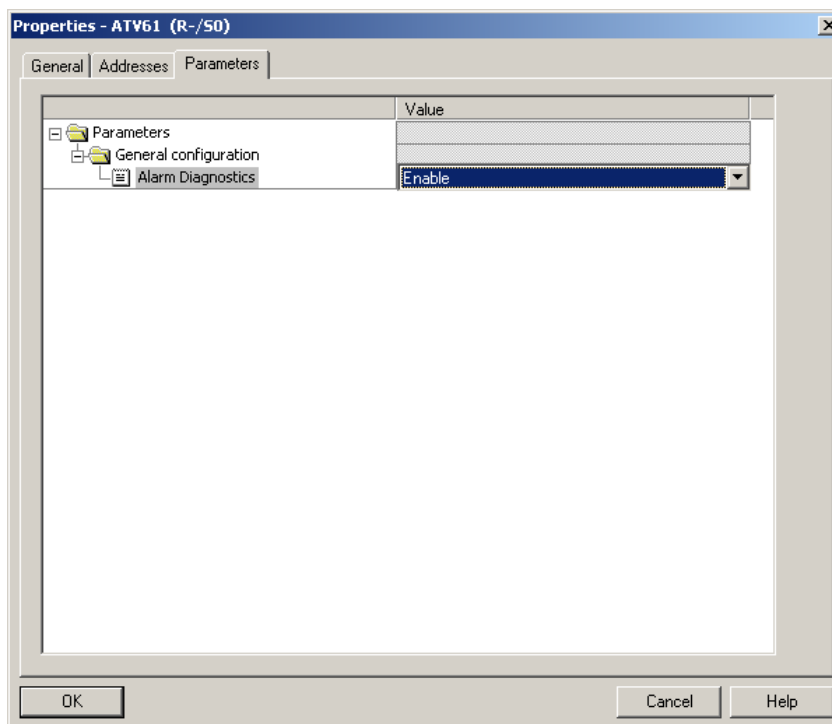 Properties - ATV61 (R-/S0)
General Addresses Parameters
Value
Parameters
General configuration
Alarm Diagnostics Enable
OK Cancel Help